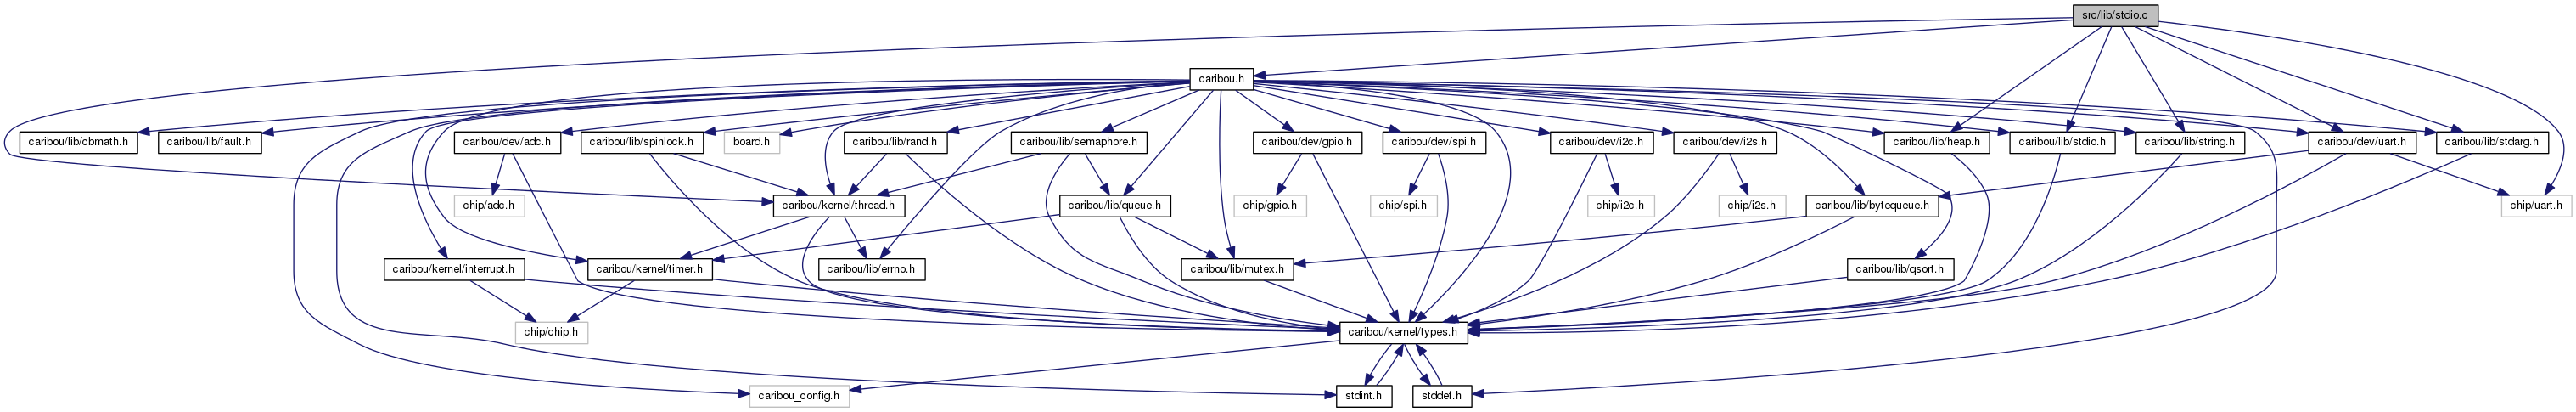 src/lib/stdio.c
caribou.h
caribou/lib/cbmath.h
caribou/lib/fault.h
caribou/dev/adc.h
caribou/lib/spinlock.h
board.h
caribou/lib/rand.h
caribou/lib/semaphore.h
caribou/dev/gpio.h
caribou/dev/spi.h
caribou/dev/i2c.h
caribou/dev/i2s.h
caribou/lib/heap.h
caribou/lib/stdio.h
caribou/lib/string.h
caribou/dev/uart.h
caribou/lib/stdarg.h
chip/adc.h
caribou/kernel/thread.h
caribou/lib/queue.h
chip/gpio.h
chip/spi.h
chip/i2c.h
chip/i2s.h
caribou/lib/bytequeue.h
chip/uart.h
caribou/kernel/interrupt.h
caribou/kernel/timer.h
caribou/lib/errno.h
caribou/lib/mutex.h
caribou/lib/qsort.h
chip/chip.h
caribou/kernel/types.h
caribou_config.h
stdint.h
stddef.h